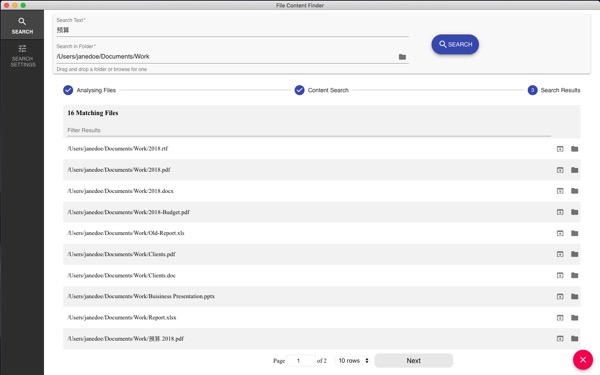 File Content Finder
SEARCH
SEARCH
SETTINGS
Search Text *
預算
Search in Folder *
/Users/janedoe/Documents/Work
Drag and drop a folder or browse for one
SEARCH
Analysing Files
Content Search
3 Search Results
16 Matching Files
Filter Results
/Users/janedoe/Documents/Work/2018.rtf
/Users/janedoe/Documents/Work/2018.pdf
/Users/janedoe/Documents/Work/2018.docx
/Users/janedoe/Documents/Work/2018-Budget.pdf
/Users/janedoe/Documents/Work/Old-Report.xls
/Users/janedoe/Documents/Work/Clients.pdf
/Users/janedoe/Documents/Work/Clients.doc
/Users/janedoe/Documents/Work/Buisiness Presentation.pptx
/Users/janedoe/Documents/Work/Report.xlsx
/Users/janedoe/Documents/Work/預算 2018.pdf
Page 1 of 2 10 rows Next